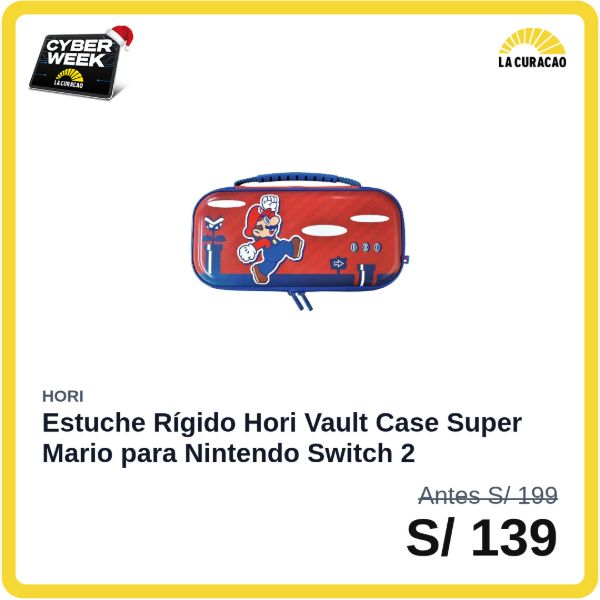 CYBER
WEEK
LA CURACAO
LA CURACAO
HORI
Estuche Rígido Hori Vault Case Super
Mario para Nintendo Switch 2
Antes S/ 199
S/ 139